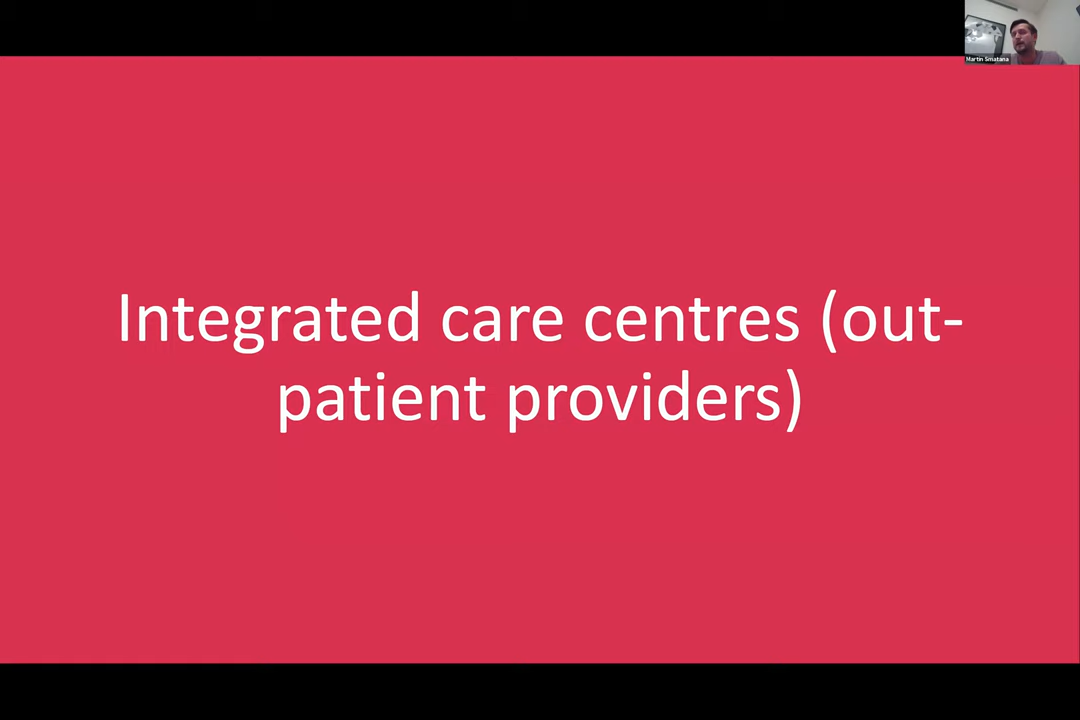 Martin Smatana
Integrated care centres (out-
patient providers)